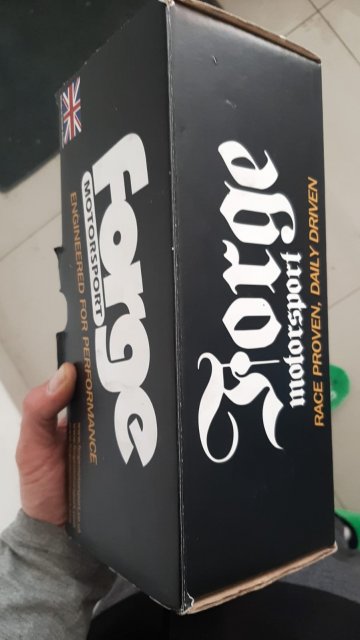 Forge
MOTORSPORT
ENGINEERED FOR PERFORMANCE
Forge
motorsport
RACE PROVEN, DAILY DRIVEN